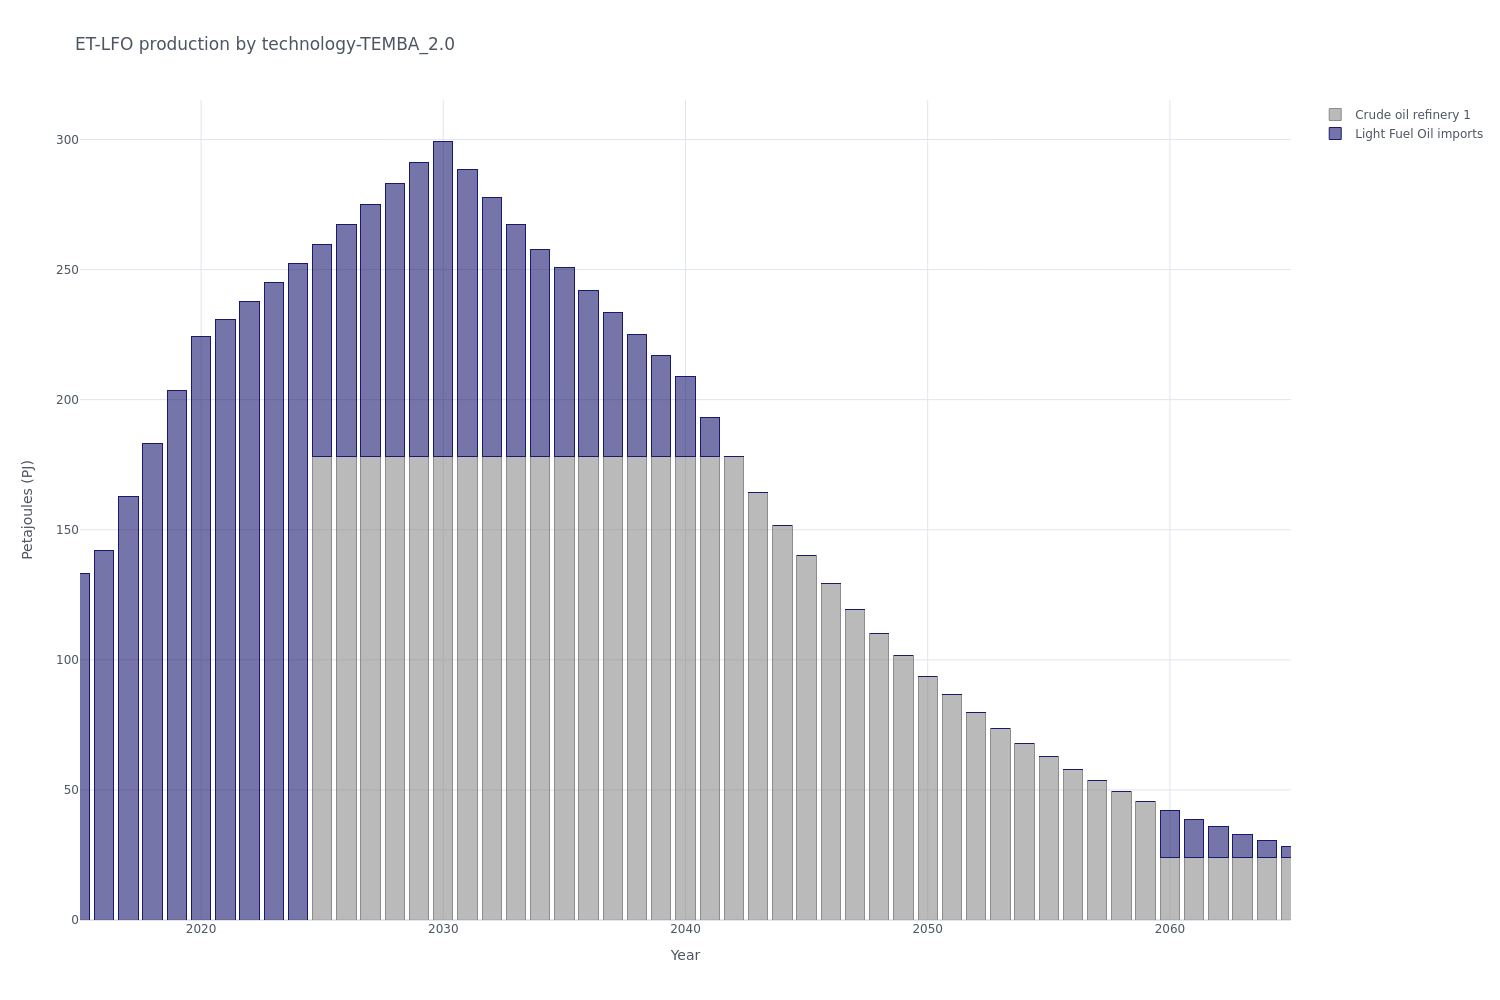 ET-LFO production by technology-TEMBA_2.0
Crude oil refinery 1
Light Fuel Oil imports
300
250
200
150
100
50
0
Petajoules (PJ)
2020
2030
2040
2050
2060
Year